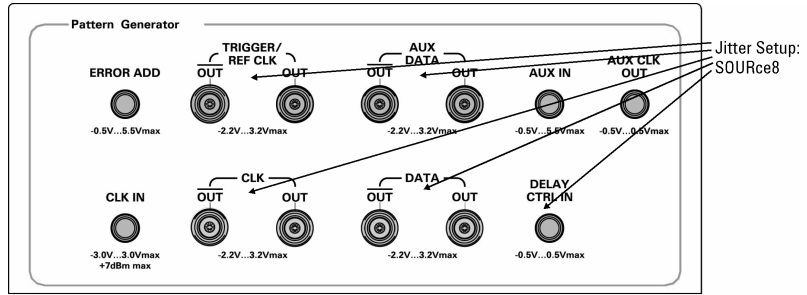 Pattern Generator
TRIGGER/
REF CLK
AUX
DATA
Jitter Setup:
SOURce8
ERROR ADD
OUT
OUT
OUT
OUT
AUX IN
AUX CLK
OUT
-0.5V...5.5Vmax
-2.2V...3.2Vmax
-2.2V...3.2Vmax
-0.5V...5.5Vmax
-0.5V...0.5Vmax
CLK
DATA
CLK IN
OUT
OUT
OUT
OUT
DELAY
CTRL IN
-3.0V...3.0Vmax
+7dBm max
-2.2V...3.2Vmax
-2.2V...3.2Vmax
-0.5V...0.5Vmax